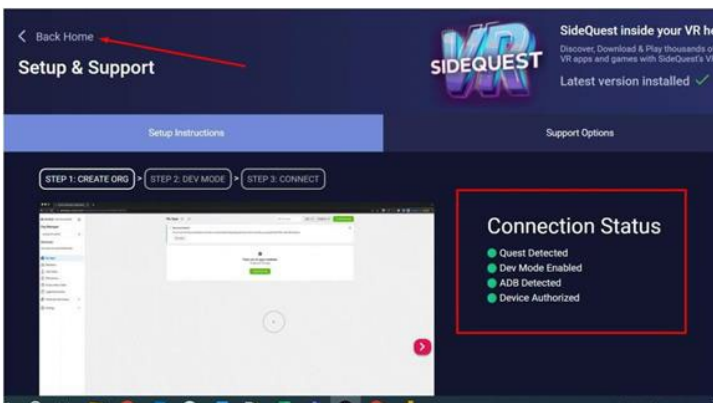 Back Home
Setup & Support
VR
SIDEQUEST
SideQuest inside your VR he
Discover, Download & Play thousands o
VR apps and games with SideQuest's V
Latest version installed
Setup Instructions
Support Options
STEP 1: CREATE ORG > STEP 2: DEV MODE > STEP 3: CONNECT
Connection Status
Quest Detected
Dev Mode Enabled
ADB Detected
Device Authorized